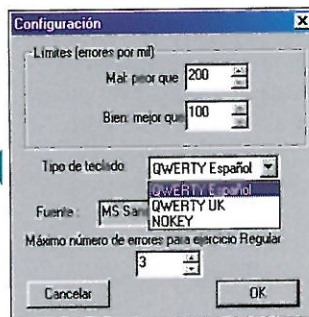 Configuración
Límites (errores por mil)
Mal: peor que 200
Bien: mejor que 100
Tipo de teclado: QWERTY Español
QWERTY Español
QWERTY UK
NOKEY
Fuente: MS San
Máximo número de errores para ejercicio Regular
3
Cancelar
OK